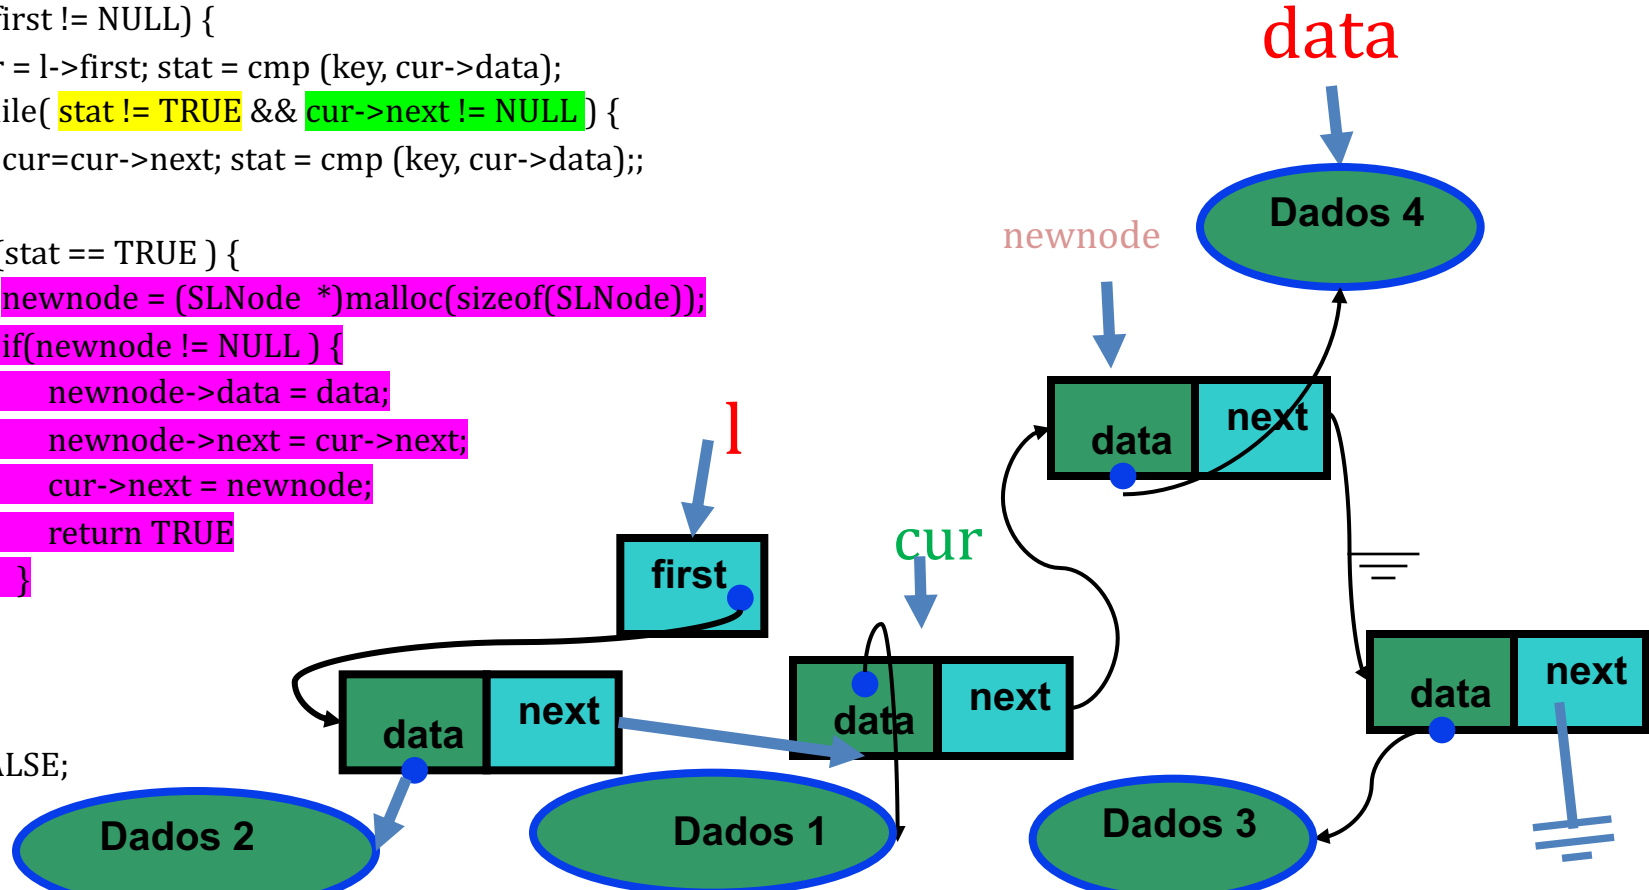 first != NULL) {
r = l->first; stat = cmp (key, cur->data);
ile( stat != TRUE && cur->next != NULL ) {
cur=cur->next; stat = cmp (key, cur->data);;
(stat == TRUE ) {
newnode = (SLNode *)malloc(sizeof(SLNode));
if(newnode != NULL ) {
newnode->data = data;
newnode->next = cur->next;
cur->next = newnode;
return TRUE
}
ALSE;
data
Dados 4
newnode
data
next
l
first
cur
data
next
data
next
data
next
Dados 2
Dados 1
Dados 3